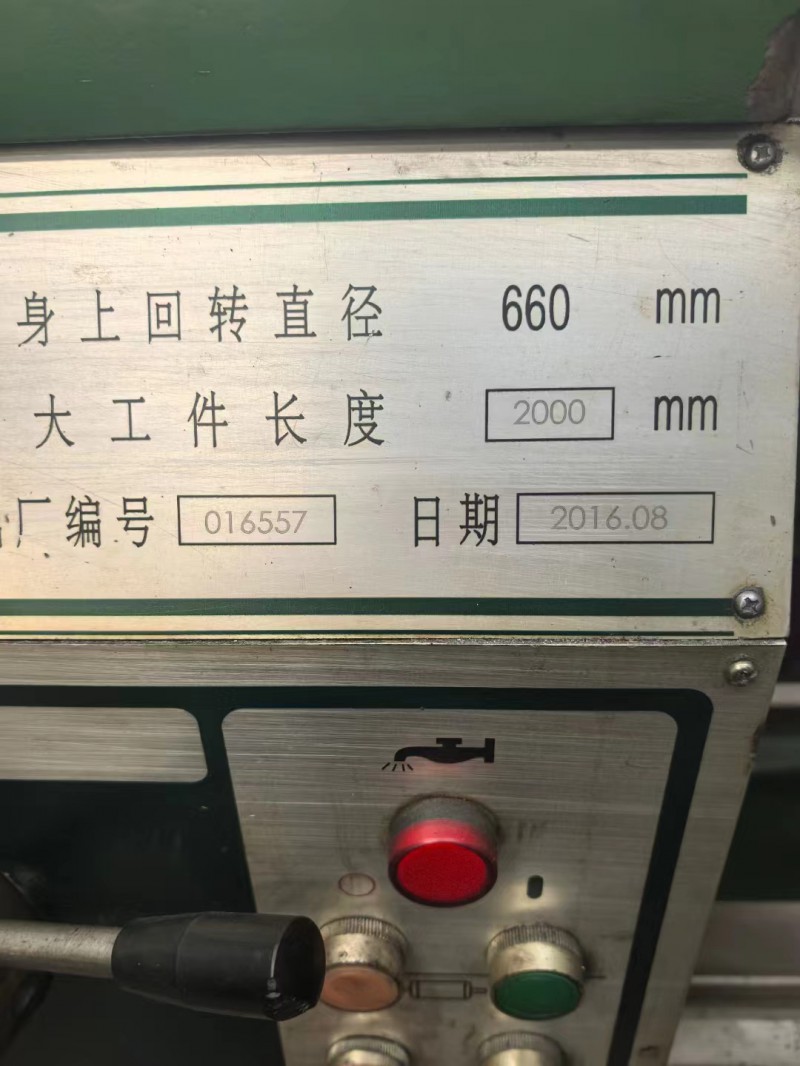 身上回转直径 660 mm
大工件长度 2000 mm
厂编号 016557 日期 2016.08